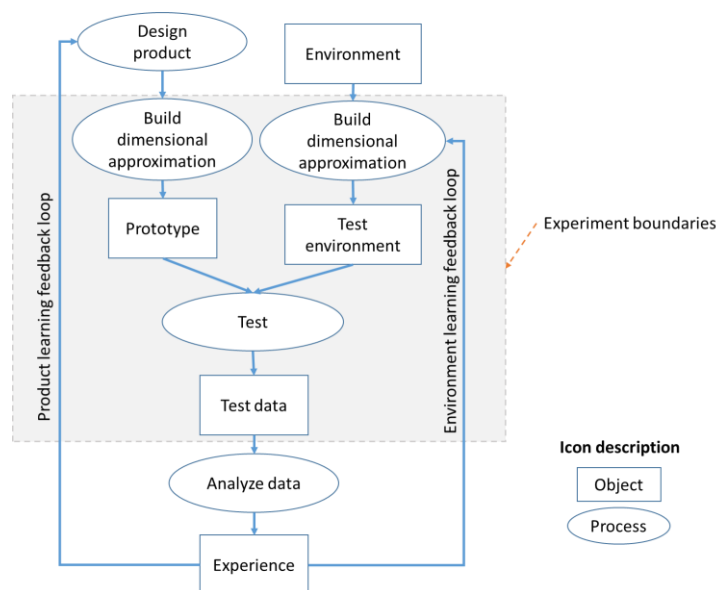 Design
product
Environment
Build
dimensional
approximation
Build
dimensional
approximation
Prototype
Test
environment
Product learning feedback loop
Environment learning feedback loop
Experiment boundaries
Test
Test data
Analyze data
Experience
Icon description
Object
Process